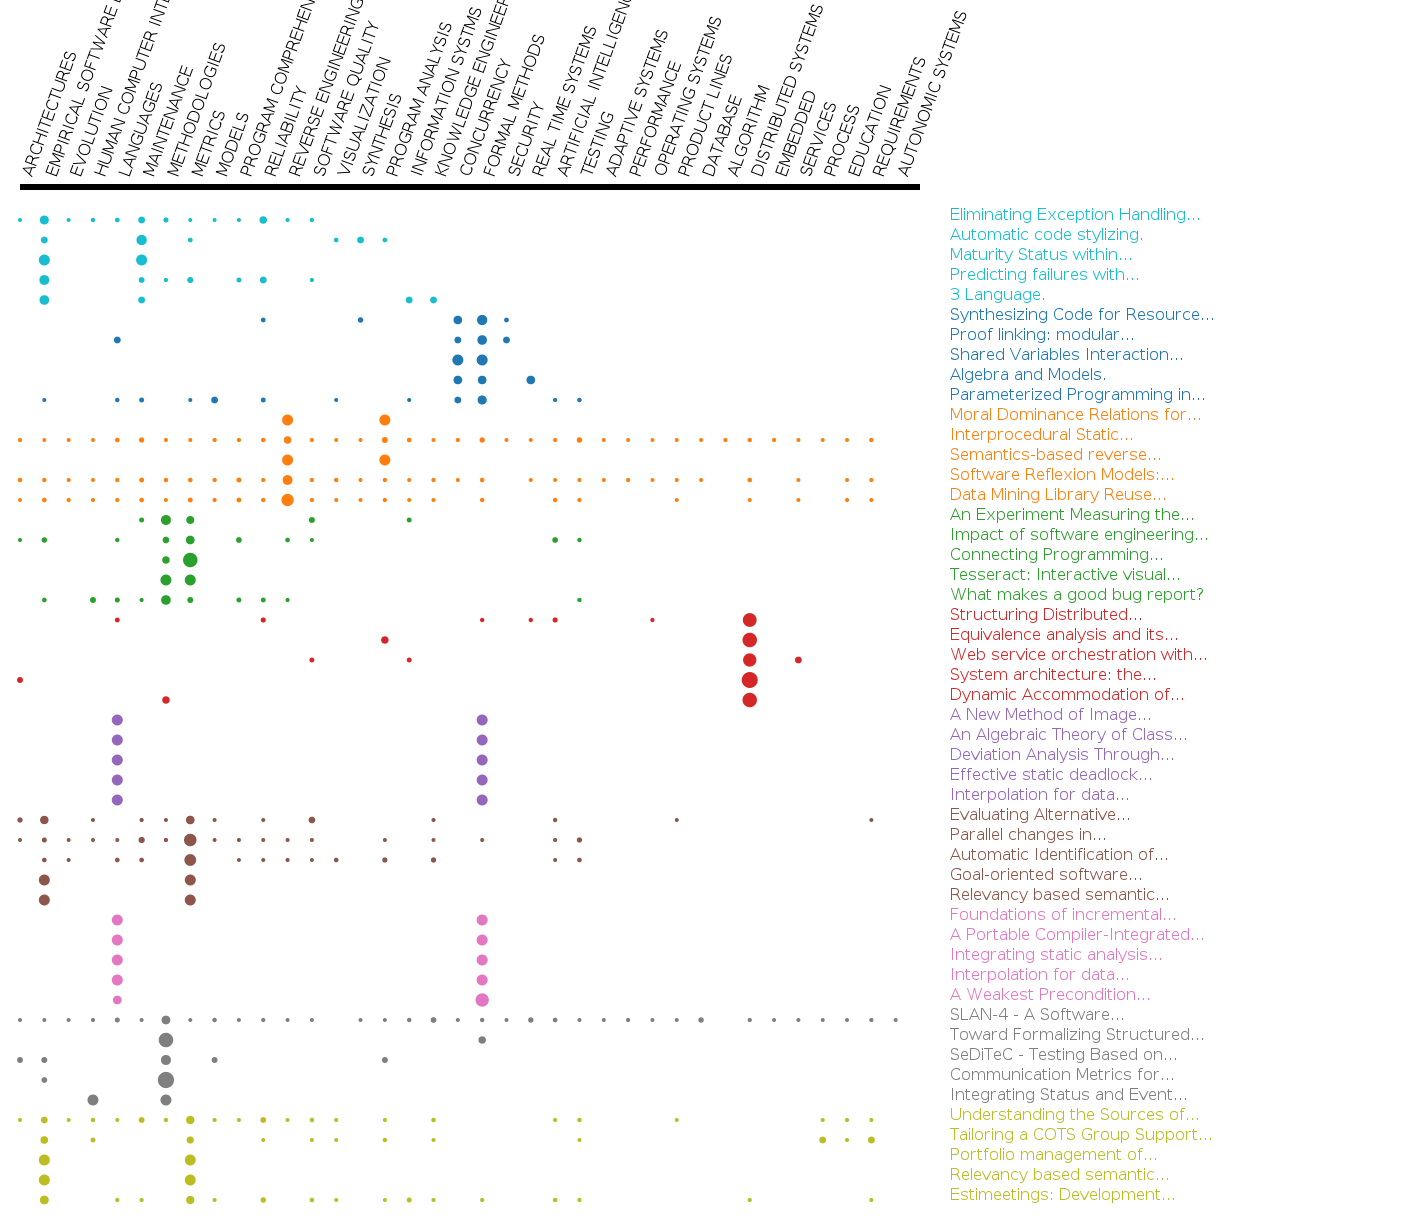 ARCHITECTURES
EMPIRICAL SOFTWARE
EVOLUTION
HUMAN COMPUTER
LANGUAGES
MAINTENANCE
METHODOLOGIES
METRICS
MODELS
PROGRAM
RELIABILITY
REVERSE ENGINEERING
SOFTWARE QUALITY
VISUALIZATION
SYNTHESIS
PROGRAM ANALYSIS
INFORMATION SYSTMS
KNOWLEDGE
CONCURRENCY
FORMAL METHODS
SECURITY
REAL TIME SYSTEMS
ARTIFICIAL
TESTING
ADAPTIVE SYSTEMS
PERFORMANCE
OPERATING SYSTEMS
PRODUCT LINES
DATABASE
ALGORITHM
DISTRIBUTED SYSTEMS
EMBEDDED
SERVICES
PROCESS
EDUCATION
REQUIREMENTS
AUTONOMIC SYSTEMS
Eliminating Exception Handling...
Automatic code stylizing.
Maturity Status within...
Predicting failures with...
3 Language.
Synthesizing Code for Resource...
Proof linking: modular...
Shared Variables Interaction...
Algebra and Models.
Parameterized Programming in...
Moral Dominance Relations for...
Interprocedural Static...
Semantics-based reverse...
Software Reflexion Models:...
Data Mining Library Reuse...
An Experiment Measuring the...
Impact of software engineering...
Connecting Programming...
Tesseract: Interactive visual...
What makes a good bug report?
Structuring Distributed...
Equivalence analysis and its...
Web service orchestration with...
System architecture: the...
Dynamic Accommodation of...
A New Method of Image...
An Algebraic Theory of Class...
Deviation Analysis Through...
Effective static deadlock...
Interpolation for data...
Evaluating Alternative...
Parallel changes in...
Automatic Identification of...
Goal-oriented software...
Relevancy based semantic...
Foundations of incremental...
A Portable Compiler-Integrated...
Integrating static analysis...
Interpolation for data...
A Weakest Precondition...
SLAN-4 - A Software...
Toward Formalizing Structured...
SeDiTeC - Testing Based on...
Communication Metrics for...
Integrating Status and Event...
Understanding the Sources of...
Tailoring a COTS Group Support...
Portfolio management of...
Relevancy based semantic...
Estimeetings: Development...